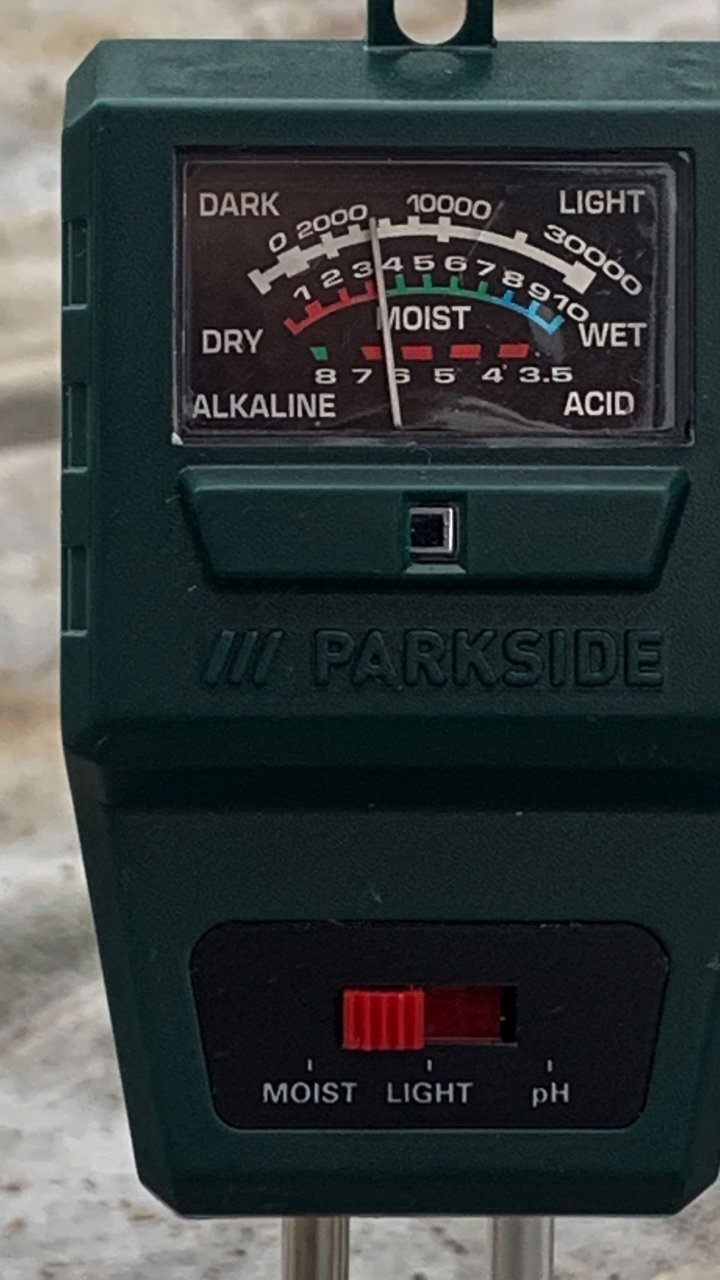 DARK LIGHT
0 2000 10000 30000
1 2 3 4 5 6 7 8 9 10
DRY MOIST WET
8 7 6 5 4 3.5
ALKALINE ACID
PARKSIDE
MOIST LIGHT pH